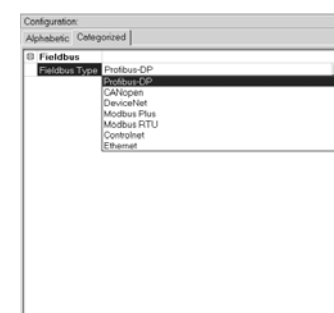 Configuration:
Alphabetic Categorized
Fieldbus
Fieldbus Type Profibus-DP
Profibus-DP
CANopen
DeviceNet
Modbus Plus
Modbus RTU
Controlnet
Ethernet